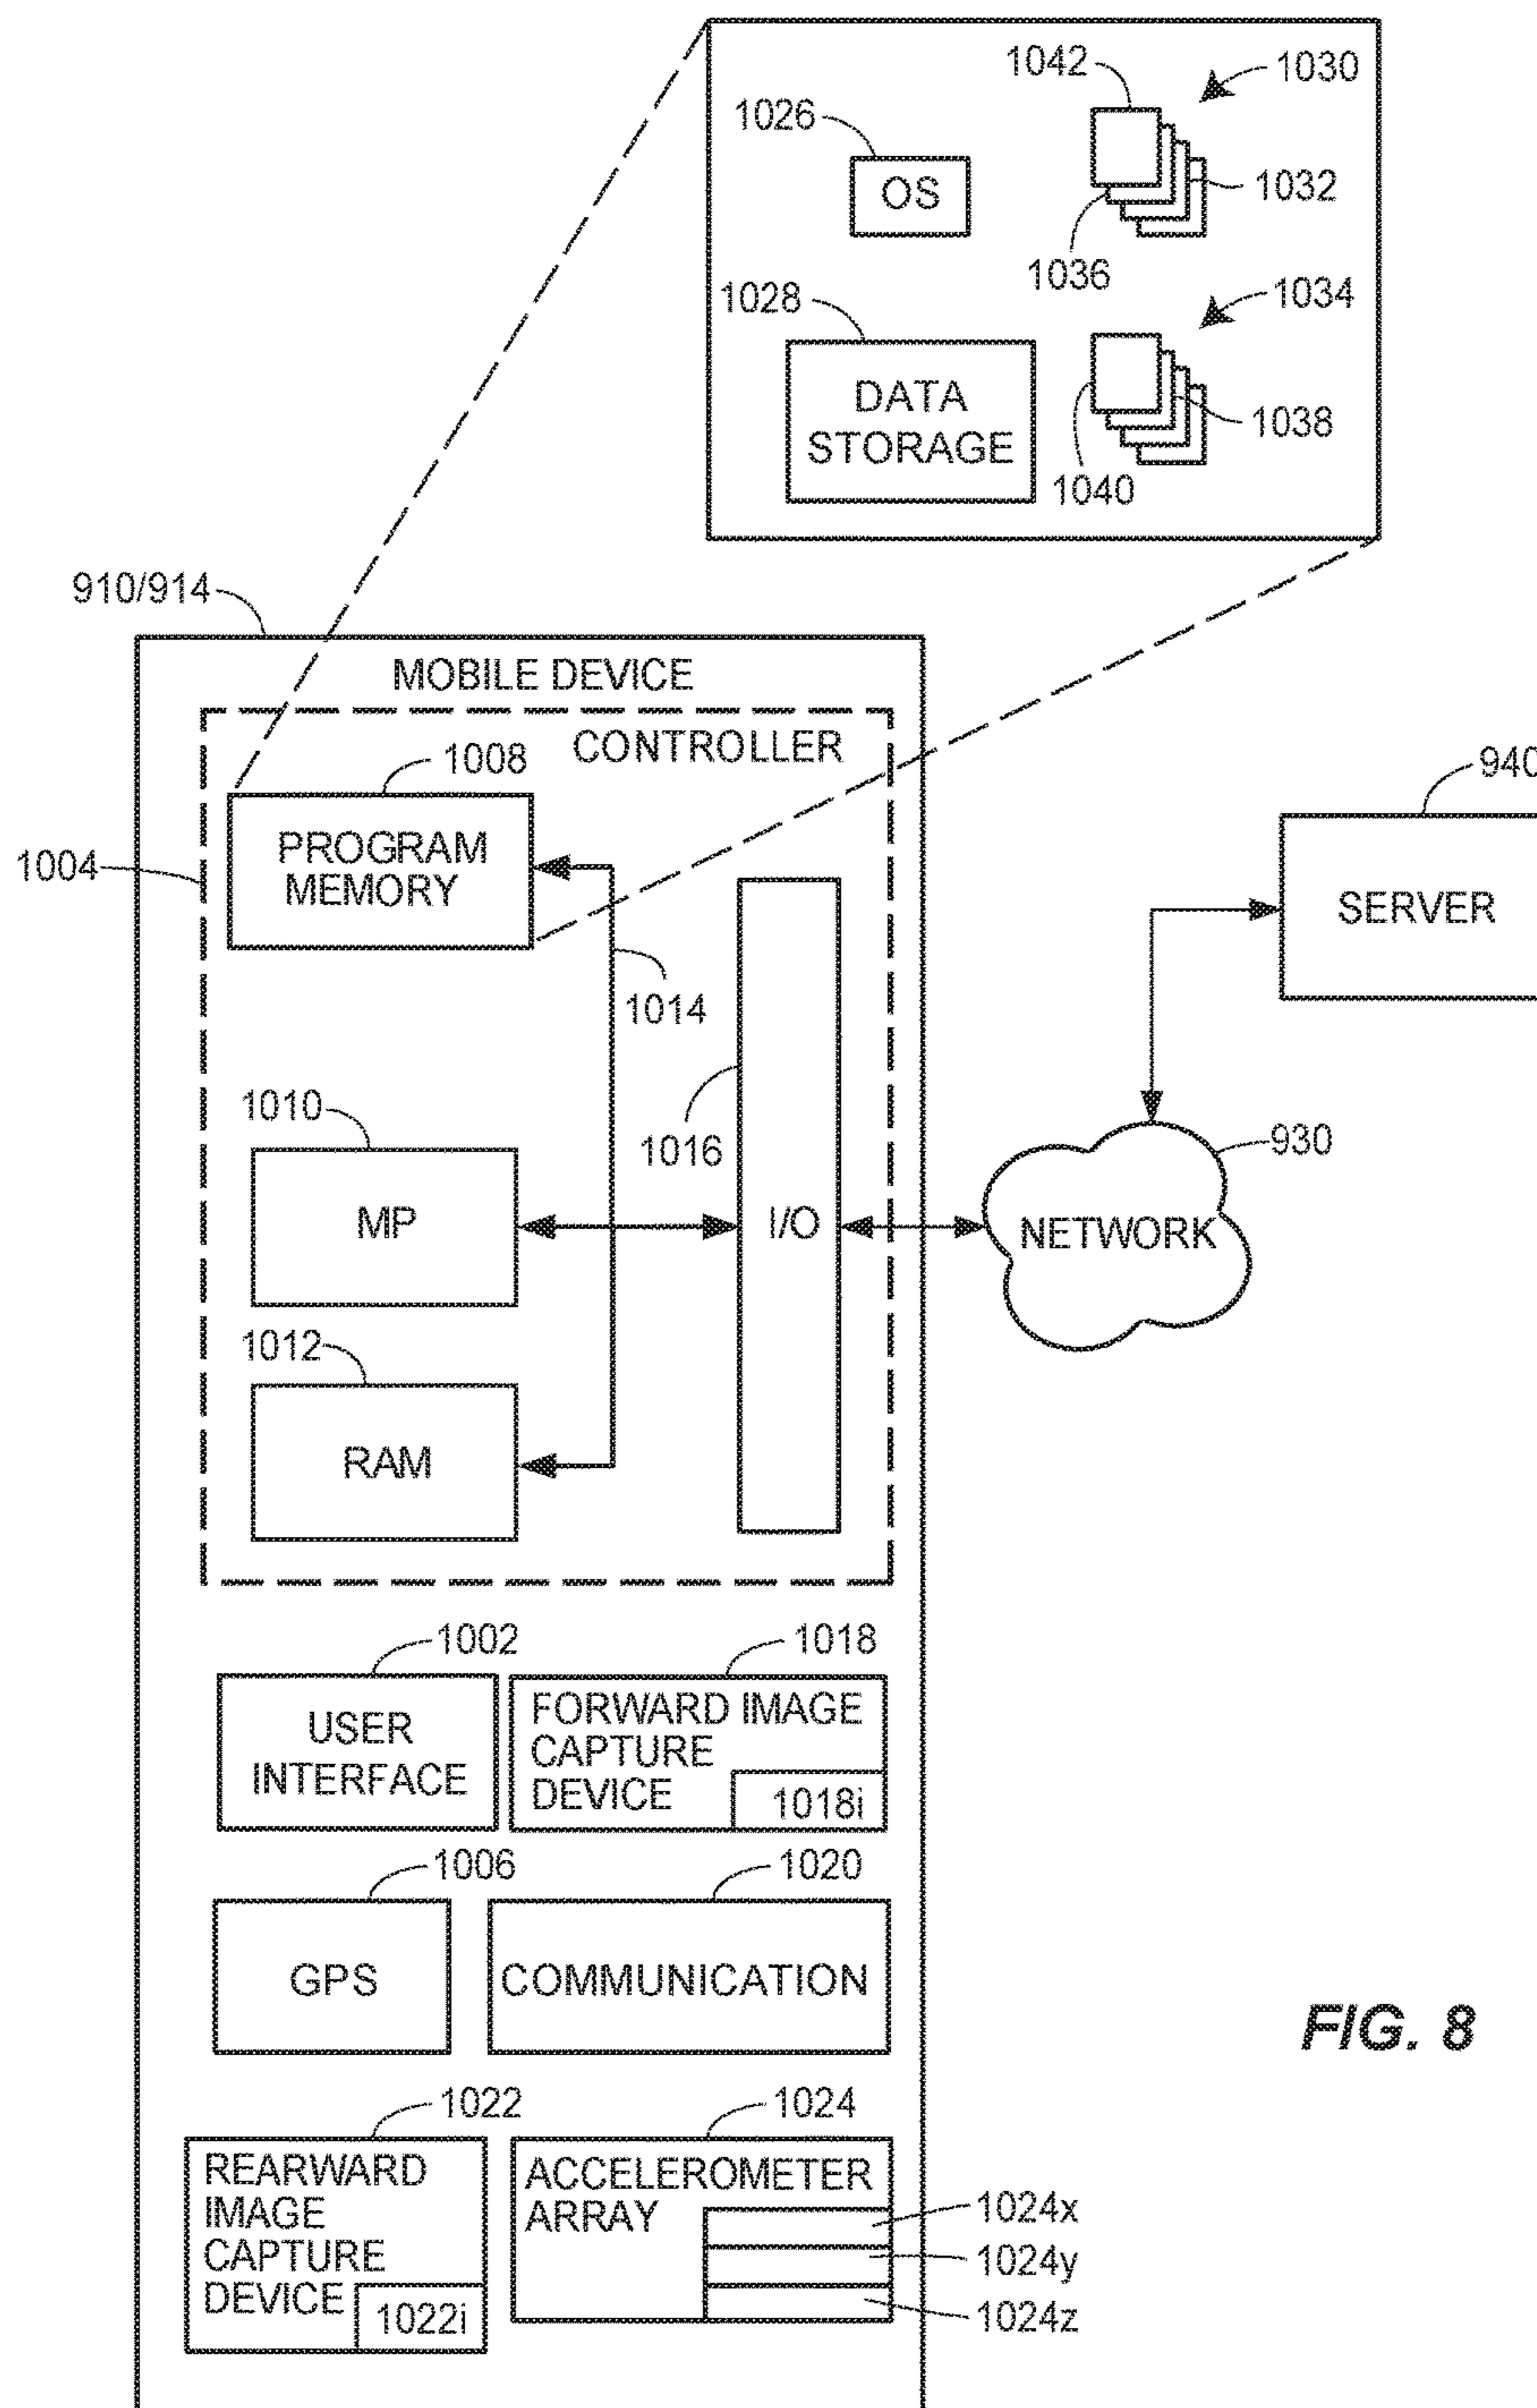 1042
1030
1026
OS
1032
1036
1028
1034
DATA
STORAGE
1038
1040
910/914
MOBILE DEVICE
CONTROLLER
1008
940
PROGRAM
MEMORY
1004
SERVER
1014
1010
1016
930
MP
I/O
NETWORK
1012
RAM
1002
1018
USER
INTERFACE
FORWARD IMAGE
CAPTURE
DEVICE
1018i
1006
1020
GPS
COMMUNICATION
FIG. 8
1022
1024
REARWARD
IMAGE
CAPTURE
DEVICE
1022i
ACCELEROMETER
ARRAY
1024x
1024y
1024z